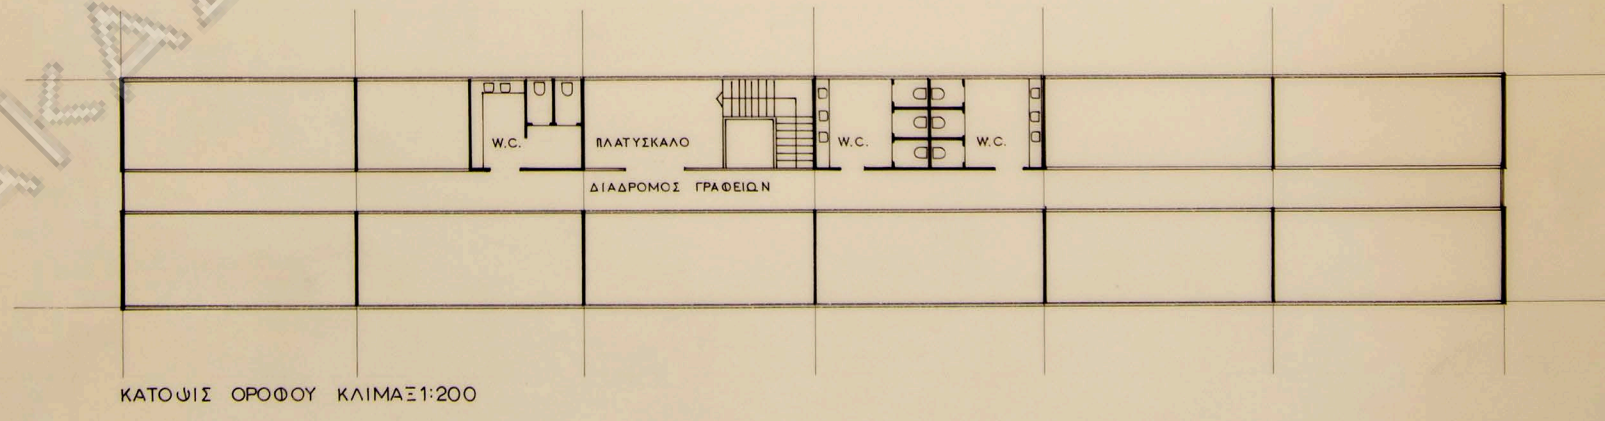 W.C.
ΠΛΑΤΥΣΚΑΛΟ
W.C.
W.C.
ΔΙΑΔΡΟΜΟΣ ΓΡΑΦΕΙΩΝ
ΚΑΤΟΨΙΣ ΟΡΟΦΟΥ ΚΛΙΜΑΞ 1:200